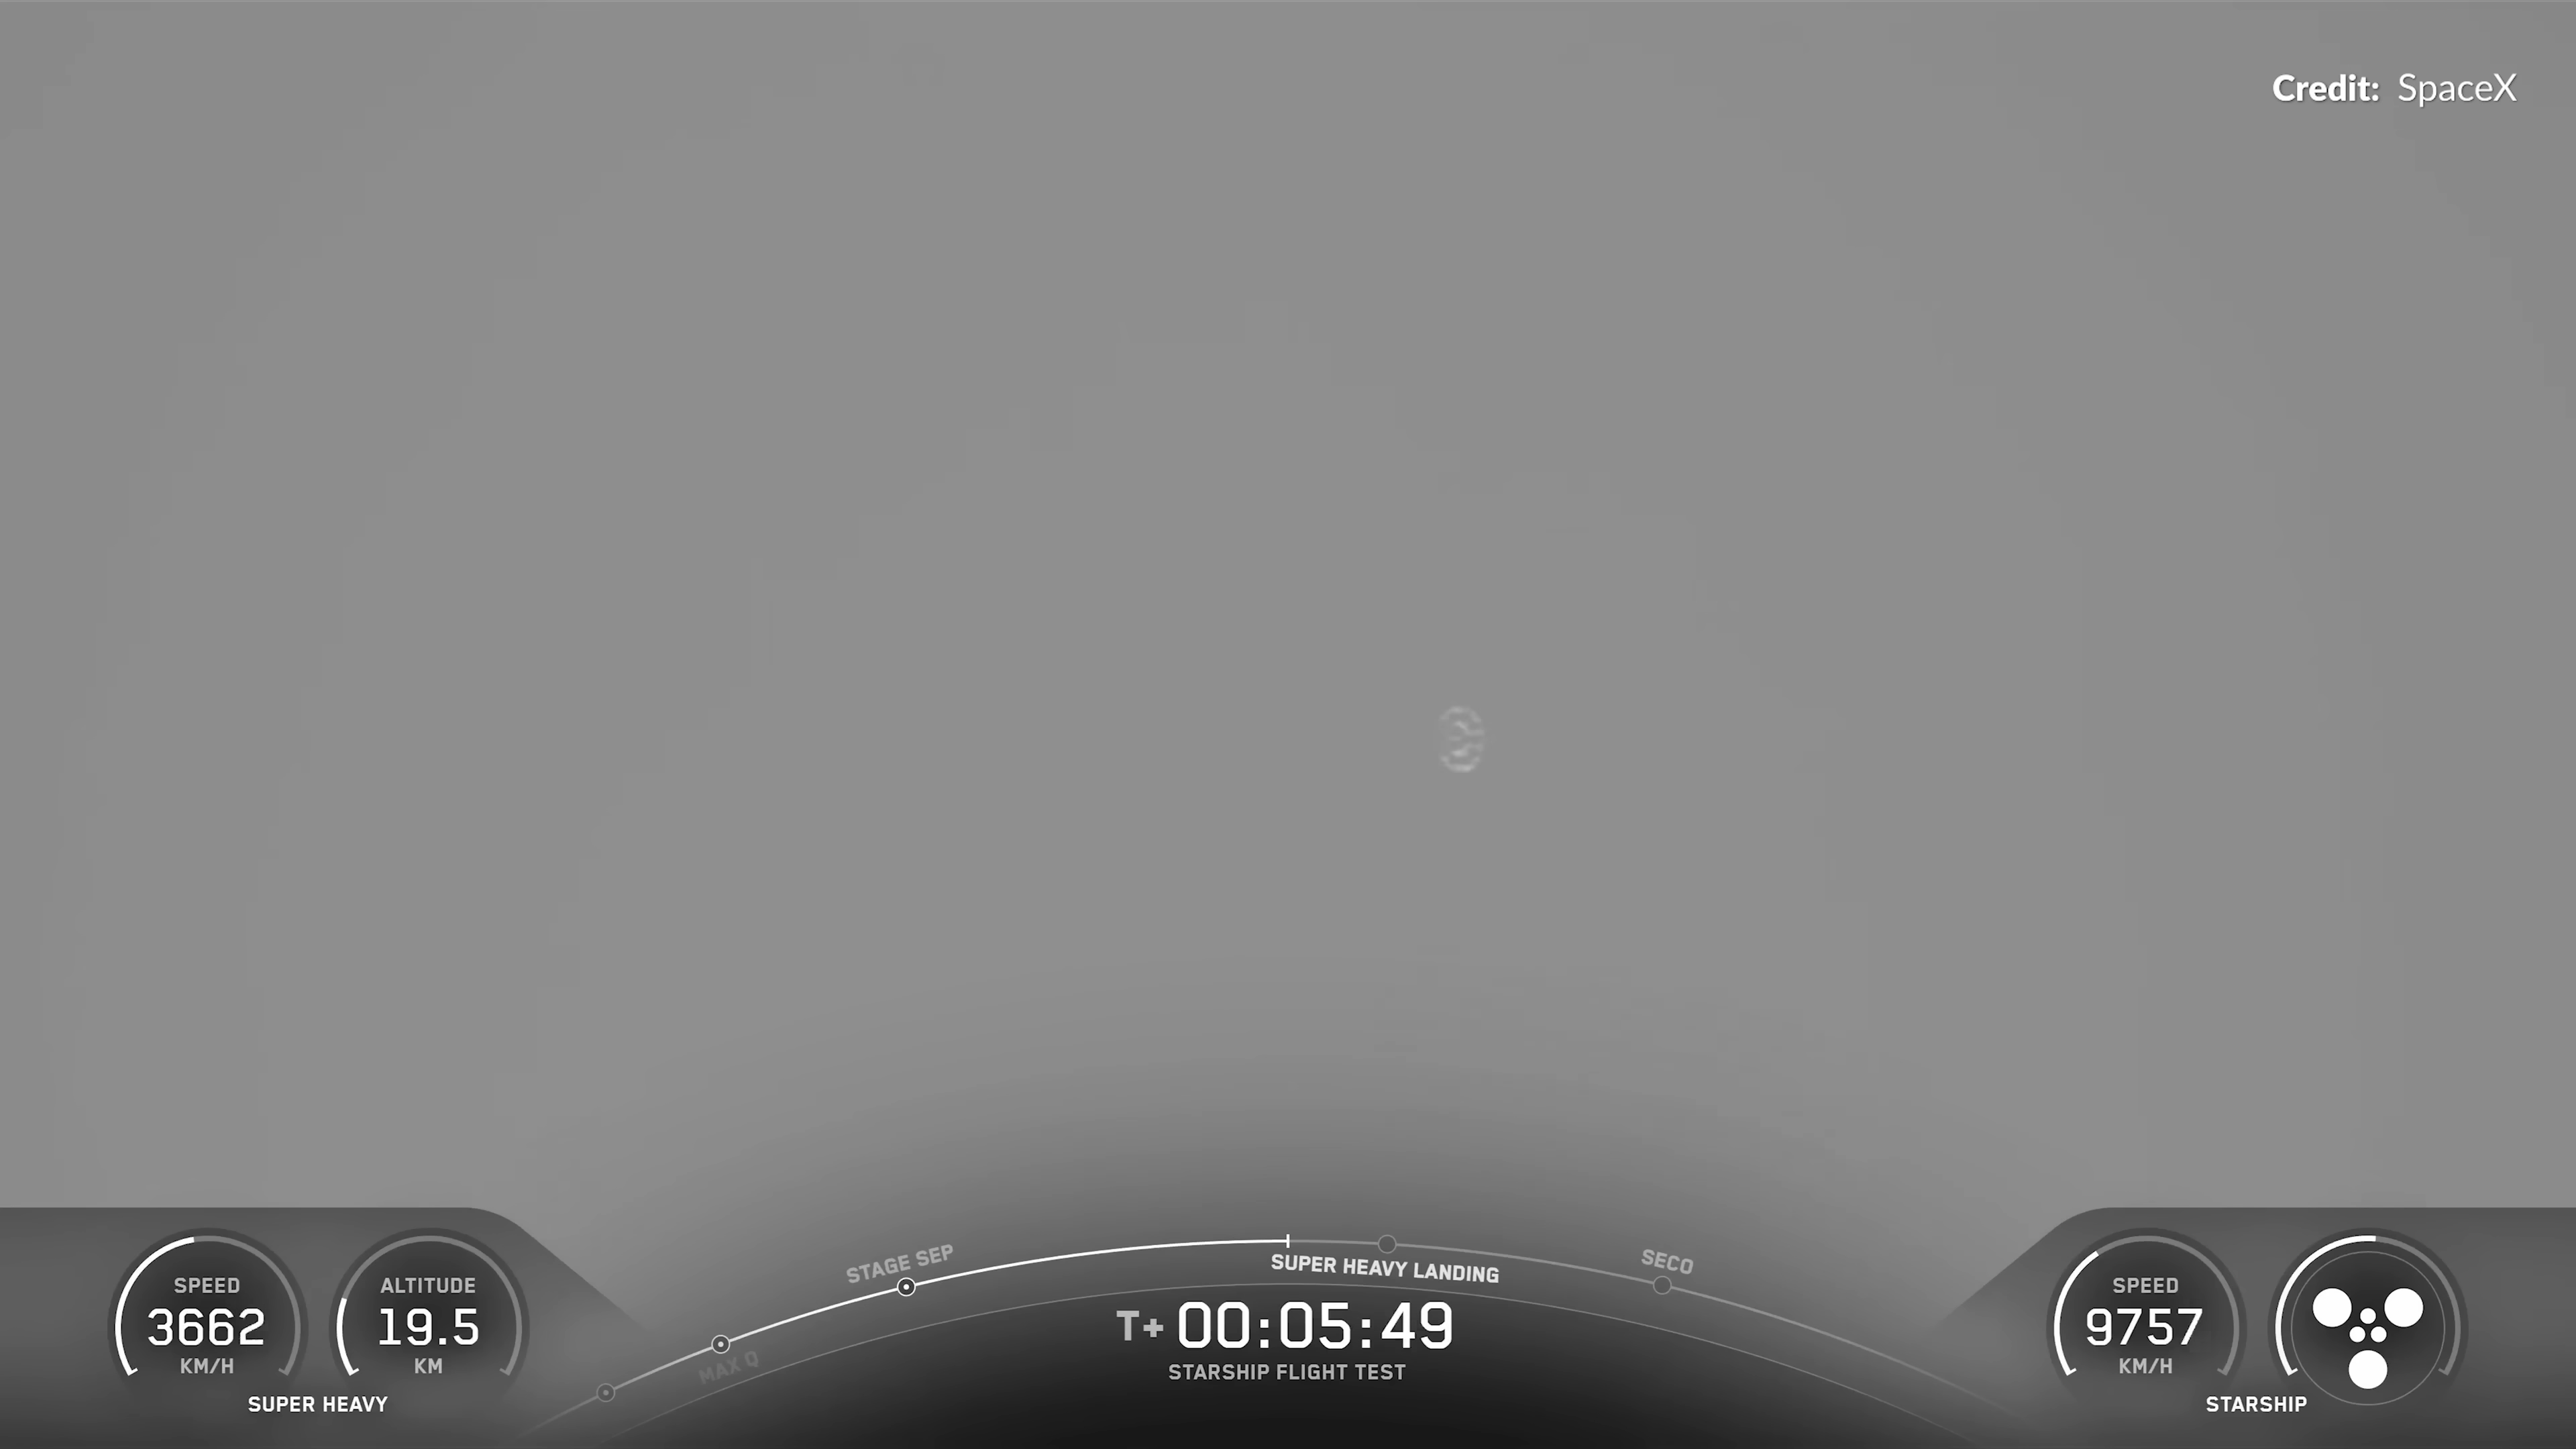 Credit: SpaceX
STAGE SEP
SUPER HEAVY LANDING
SECO
MAX Q
SPEED
3662
KM/H
ALTITUDE
19.5
KM
SUPER HEAVY
T+ 00:05:49
STARSHIP FLIGHT TEST
SPEED
9757
KM/H
STARSHIP